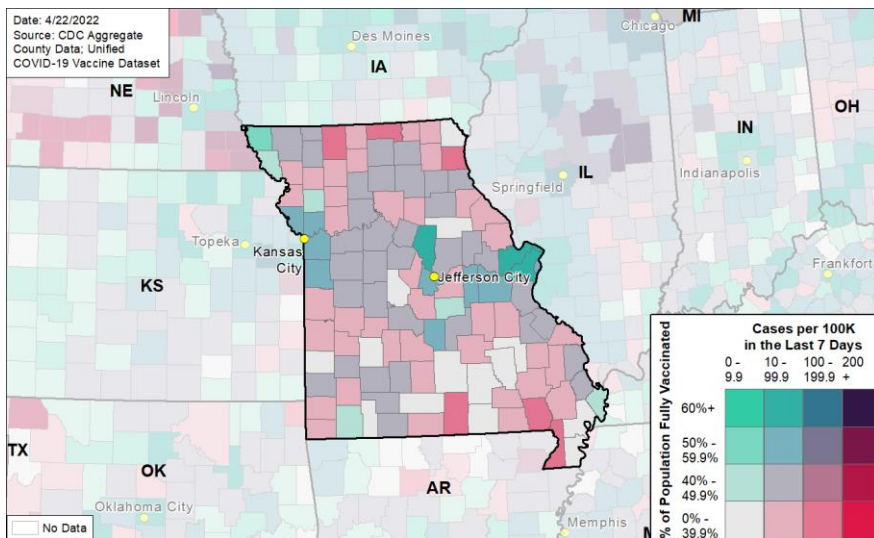 Date: 4/22/2022
Source: CDC Aggregate
County Data; Unified
COVID-19 Vaccine Dataset
MI
Chicago
Des Moines
IA
NE
Lincoln
OH
IN
IL
Indianapolis
Springfield
Topeka
Kansas
City
Jefferson City
KS
Frankfort
Cases per 100K
in the Last 7 Days
0 -
9.9
10 -
99.9
100 -
199.9
200
+
% of Population Fully Vaccinated
60%+
50% -
59.9%
40% -
49.9%
0% -
39.9%
TX
OK
AR
Oklahoma City
Memphis
No Data